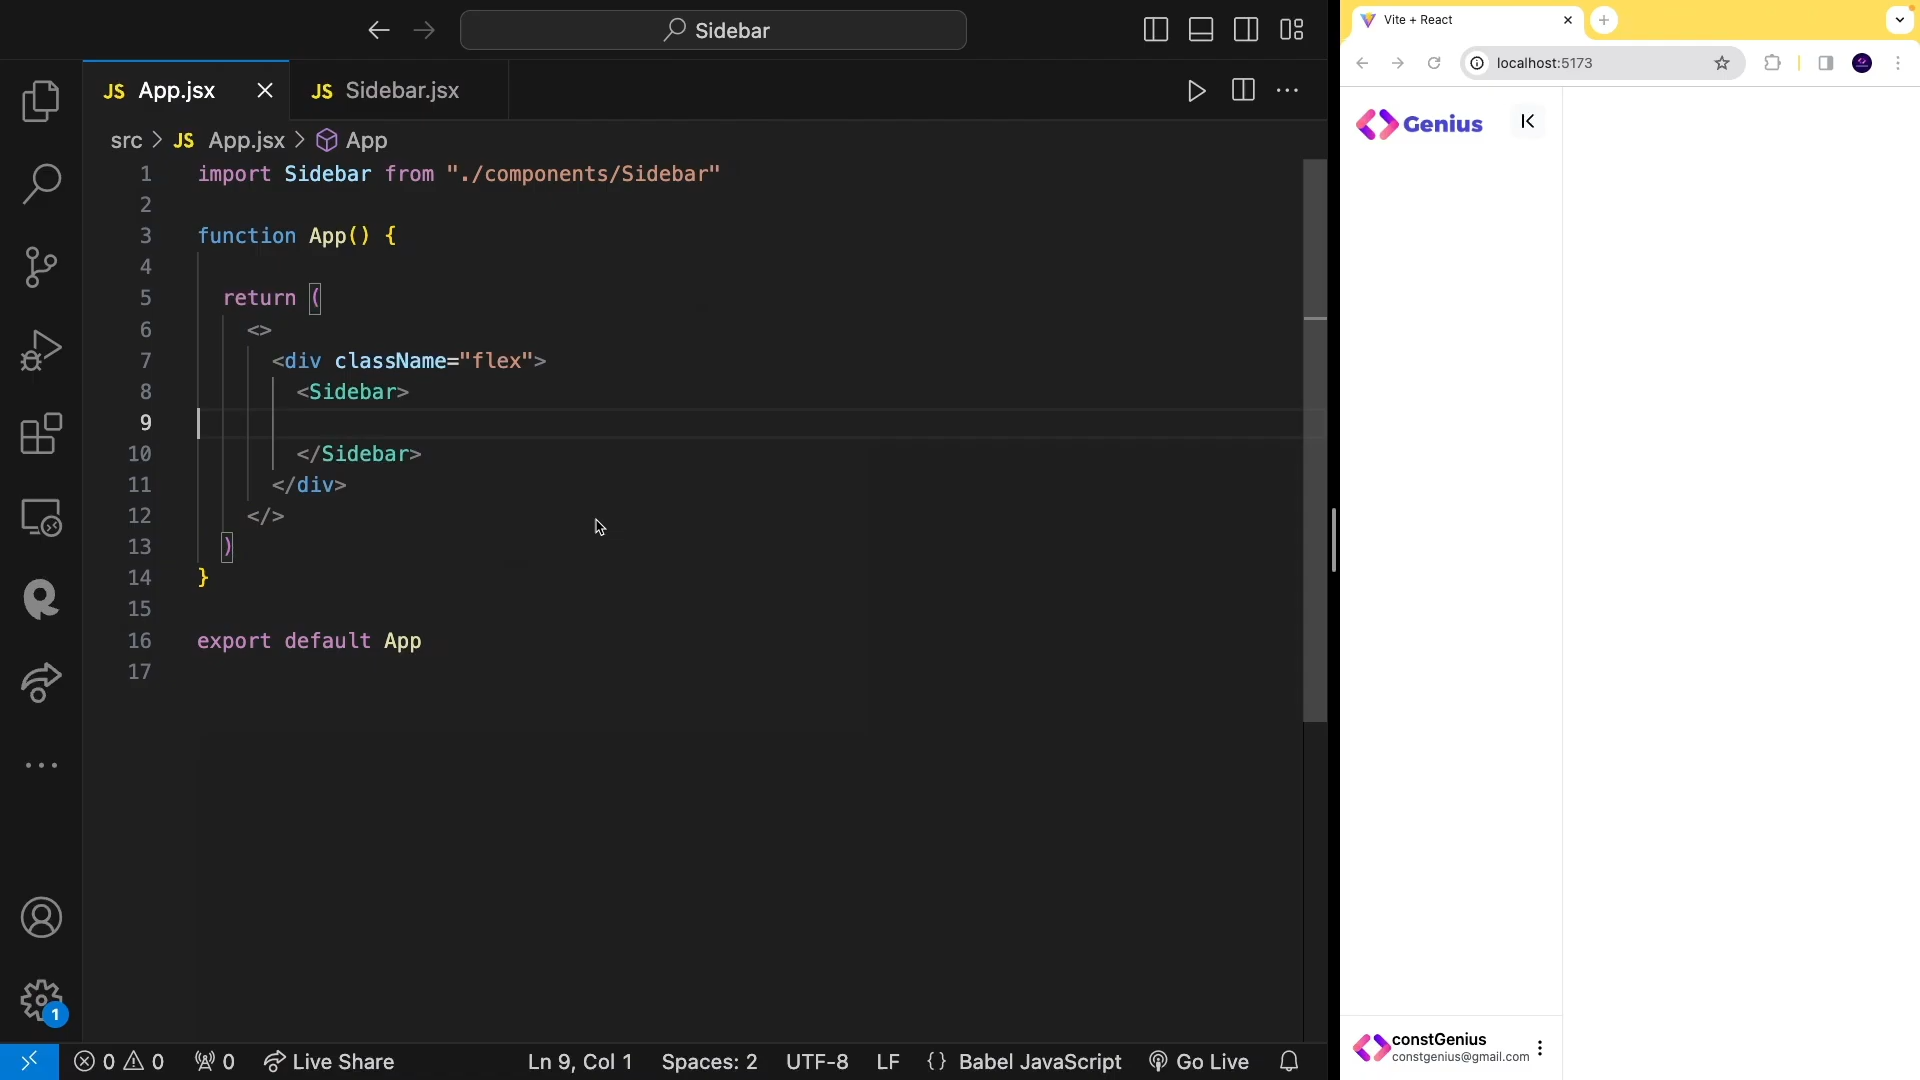 Sidebar
Vite + React
localhost:5173
JS App.jsx
JS Sidebar.jsx
src > JS App.jsx > App
1 import Sidebar from "./components/Sidebar"
2
3 function App() {
4
5 return (
6 <>
7 <div className="flex">
8 <Sidebar>
9
10 </Sidebar>
11 </div>
12 </>
13 )
14 }
15
16 export default App
17
1
0 0
0
Live Share
Ln 9, Col 1
Spaces: 2
UTF-8
LF
{} Babel JavaScript
Go Live
Genius
constGenius
constgenius@gmail.com